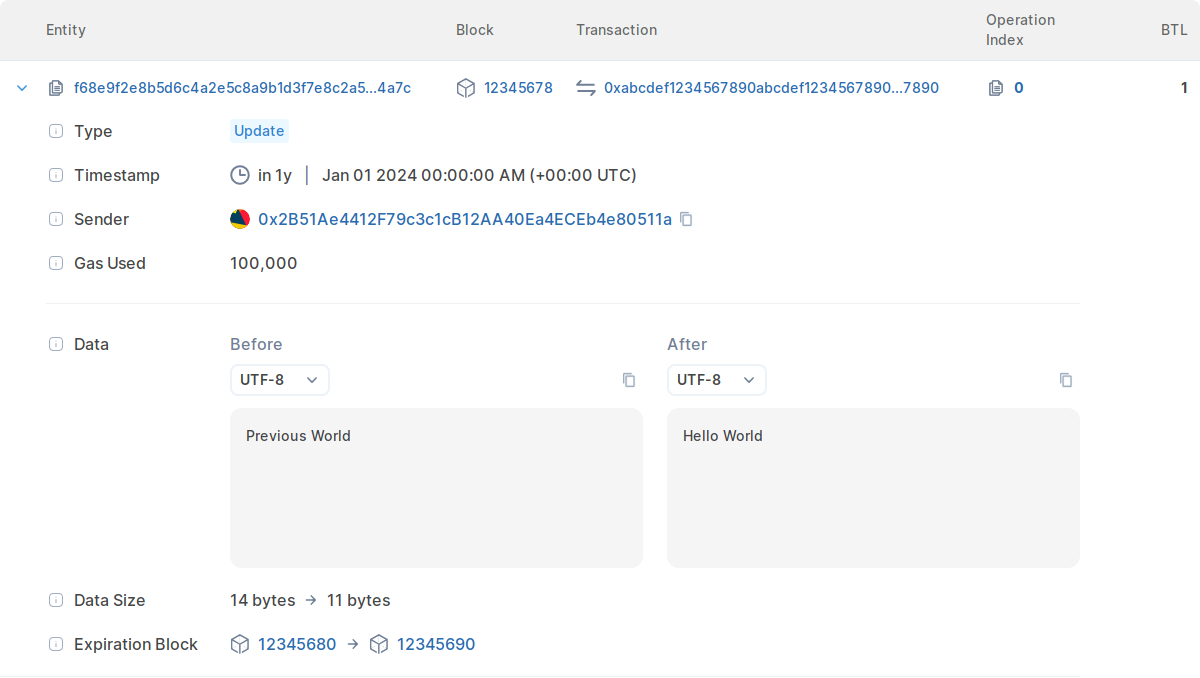 Entity Block Transaction Operation Index BTL
f68e9f2e8b5d6c4a2e5c8a9b1d3f7e8c2a5...4a7c 12345678 0xabcdef1234567890abcdef1234567890...7890 0 1
Type Update
Timestamp in 1y | Jan 01 2024 00:00:00 AM (+00:00 UTC)
Sender 0x2B51Ae4412F79c3c1cB12AA40Ea4ECEb4e80511a
Gas Used 100,000
Data Before After
UTF-8 UTF-8
Previous World Hello World
Data Size 14 bytes → 11 bytes
Expiration Block 12345680 → 12345690